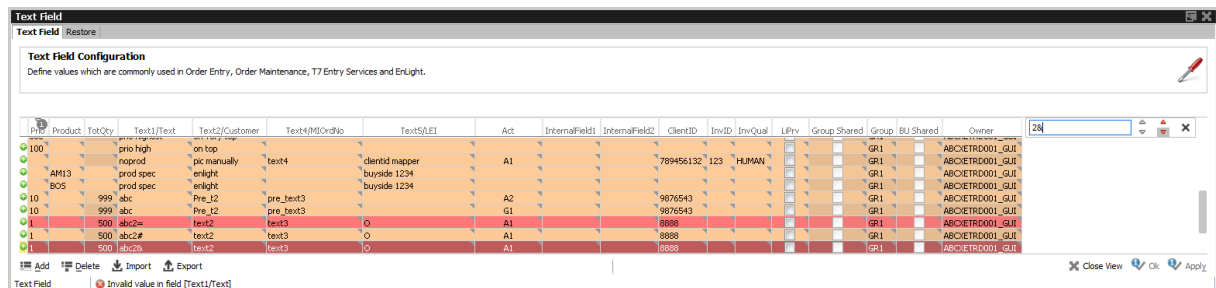 Text Field
Text Field Restore
Text Field Configuration
Define values which are commonly used in Order Entry, Order Maintenance, T7 Entry Services and EnLight.
1
Prio Product TotQty Text1/Text Text2/Customer Text4/MIOrdNo Text5/LEI Act InternalField1 InternalField2 ClientID InvID InvQual LiPrv Group Shared Group BU Shared Owner 2&
100 prio high on top GR1 ABCXETRD001_GUI
noprod pic manually text4 clientid mapper A1 789456132 123 HUMAN GR1 ABCXETRD001_GUI
AM13 prod spec enlight buyside 1234 GR1 ABCXETRD001_GUI
BOS prod spec enlight buyside 1234 GR1 ABCXETRD001_GUI
10 999 abc Pre_t2 pre_text3 A2 9876543 GR1 ABCXETRD001_GUI
10 999 abc Pre_t2 pre_text3 G1 9876543 GR1 ABCXETRD001_GUI
1 500 abc2= text2 text3 O A1 8888 GR1 ABCXETRD001_GUI
1 500 abc2# text2 text3 O A1 8888 GR1 ABCXETRD001_GUI
1 500 abc2& text2 text3 O A1 8888 GR1 ABCXETRD001_GUI
Add Delete Import Export Close View Ok Apply
Text Field Invalid value in field [Text1/Text]